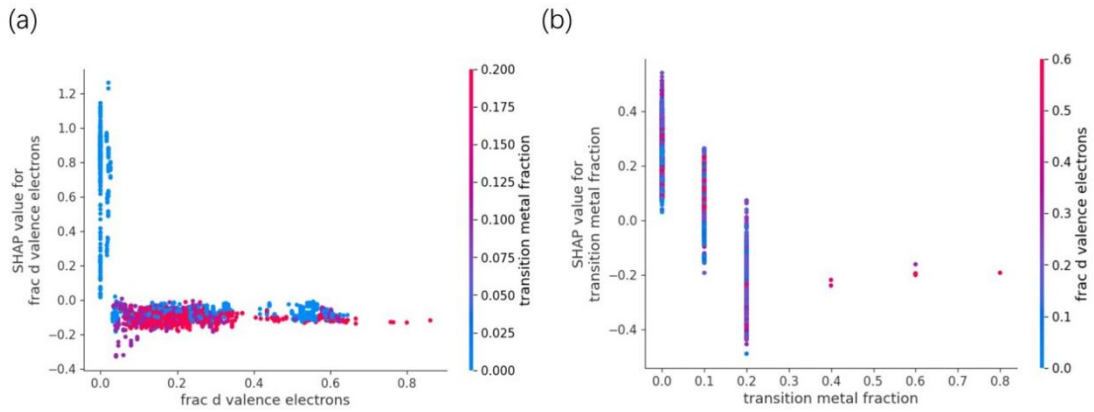 (a)
(b)
SHAP value for
frac d valence electrons
1.2
1.0
0.8
0.6
0.4
0.2
0.0
−0.2
−0.4
0.0 0.2 0.4 0.6 0.8
frac d valence electrons
0.200
0.175
0.150
0.125
0.100
0.075
0.050
0.025
0.000
transition metal fraction
SHAP value for
transition metal fraction
0.4
0.2
0.0
−0.2
−0.4
0.0 0.1 0.2 0.3 0.4 0.5 0.6 0.7 0.8
transition metal fraction
0.6
0.5
0.4
0.3
0.2
0.1
0.0
frac d valence electrons